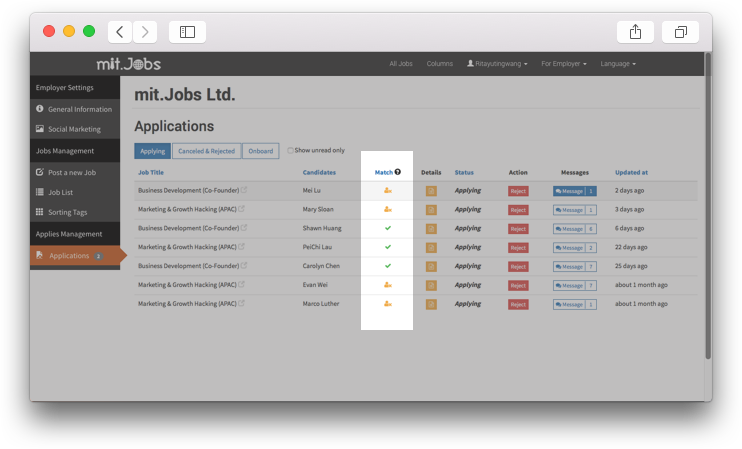 mit.Jobs
All Jobs Columns Ritayutingwang For Employer Language
Employer Settings
General Information
Social Marketing
Jobs Management
Post a new Job
Job List
Sorting Tags
Applies Management
Applications 3
mit.Jobs Ltd.
Applications
Applying Canceled & Rejected Onboard Show unread only
Job Title Candidates Match Details Status Action Messages Updated at
Business Development (Co-Founder) Mei Lu Applying Reject Message 1 2 days ago
Marketing & Growth Hacking (APAC) Mary Sloan Applying Reject Message 1 3 days ago
Business Development (Co-Founder) Shawn Huang Applying Reject Message 6 days ago
Marketing & Growth Hacking (APAC) PeiChi Lau Applying Reject Message 2 22 days ago
Business Development (Co-Founder) Carolyn Chen Applying Reject Message 7 25 days ago
Marketing & Growth Hacking (APAC) Evan Wei Applying Reject Message 7 about 1 month ago
Marketing & Growth Hacking (APAC) Marco Luther Applying Reject Message 1 about 1 month ago